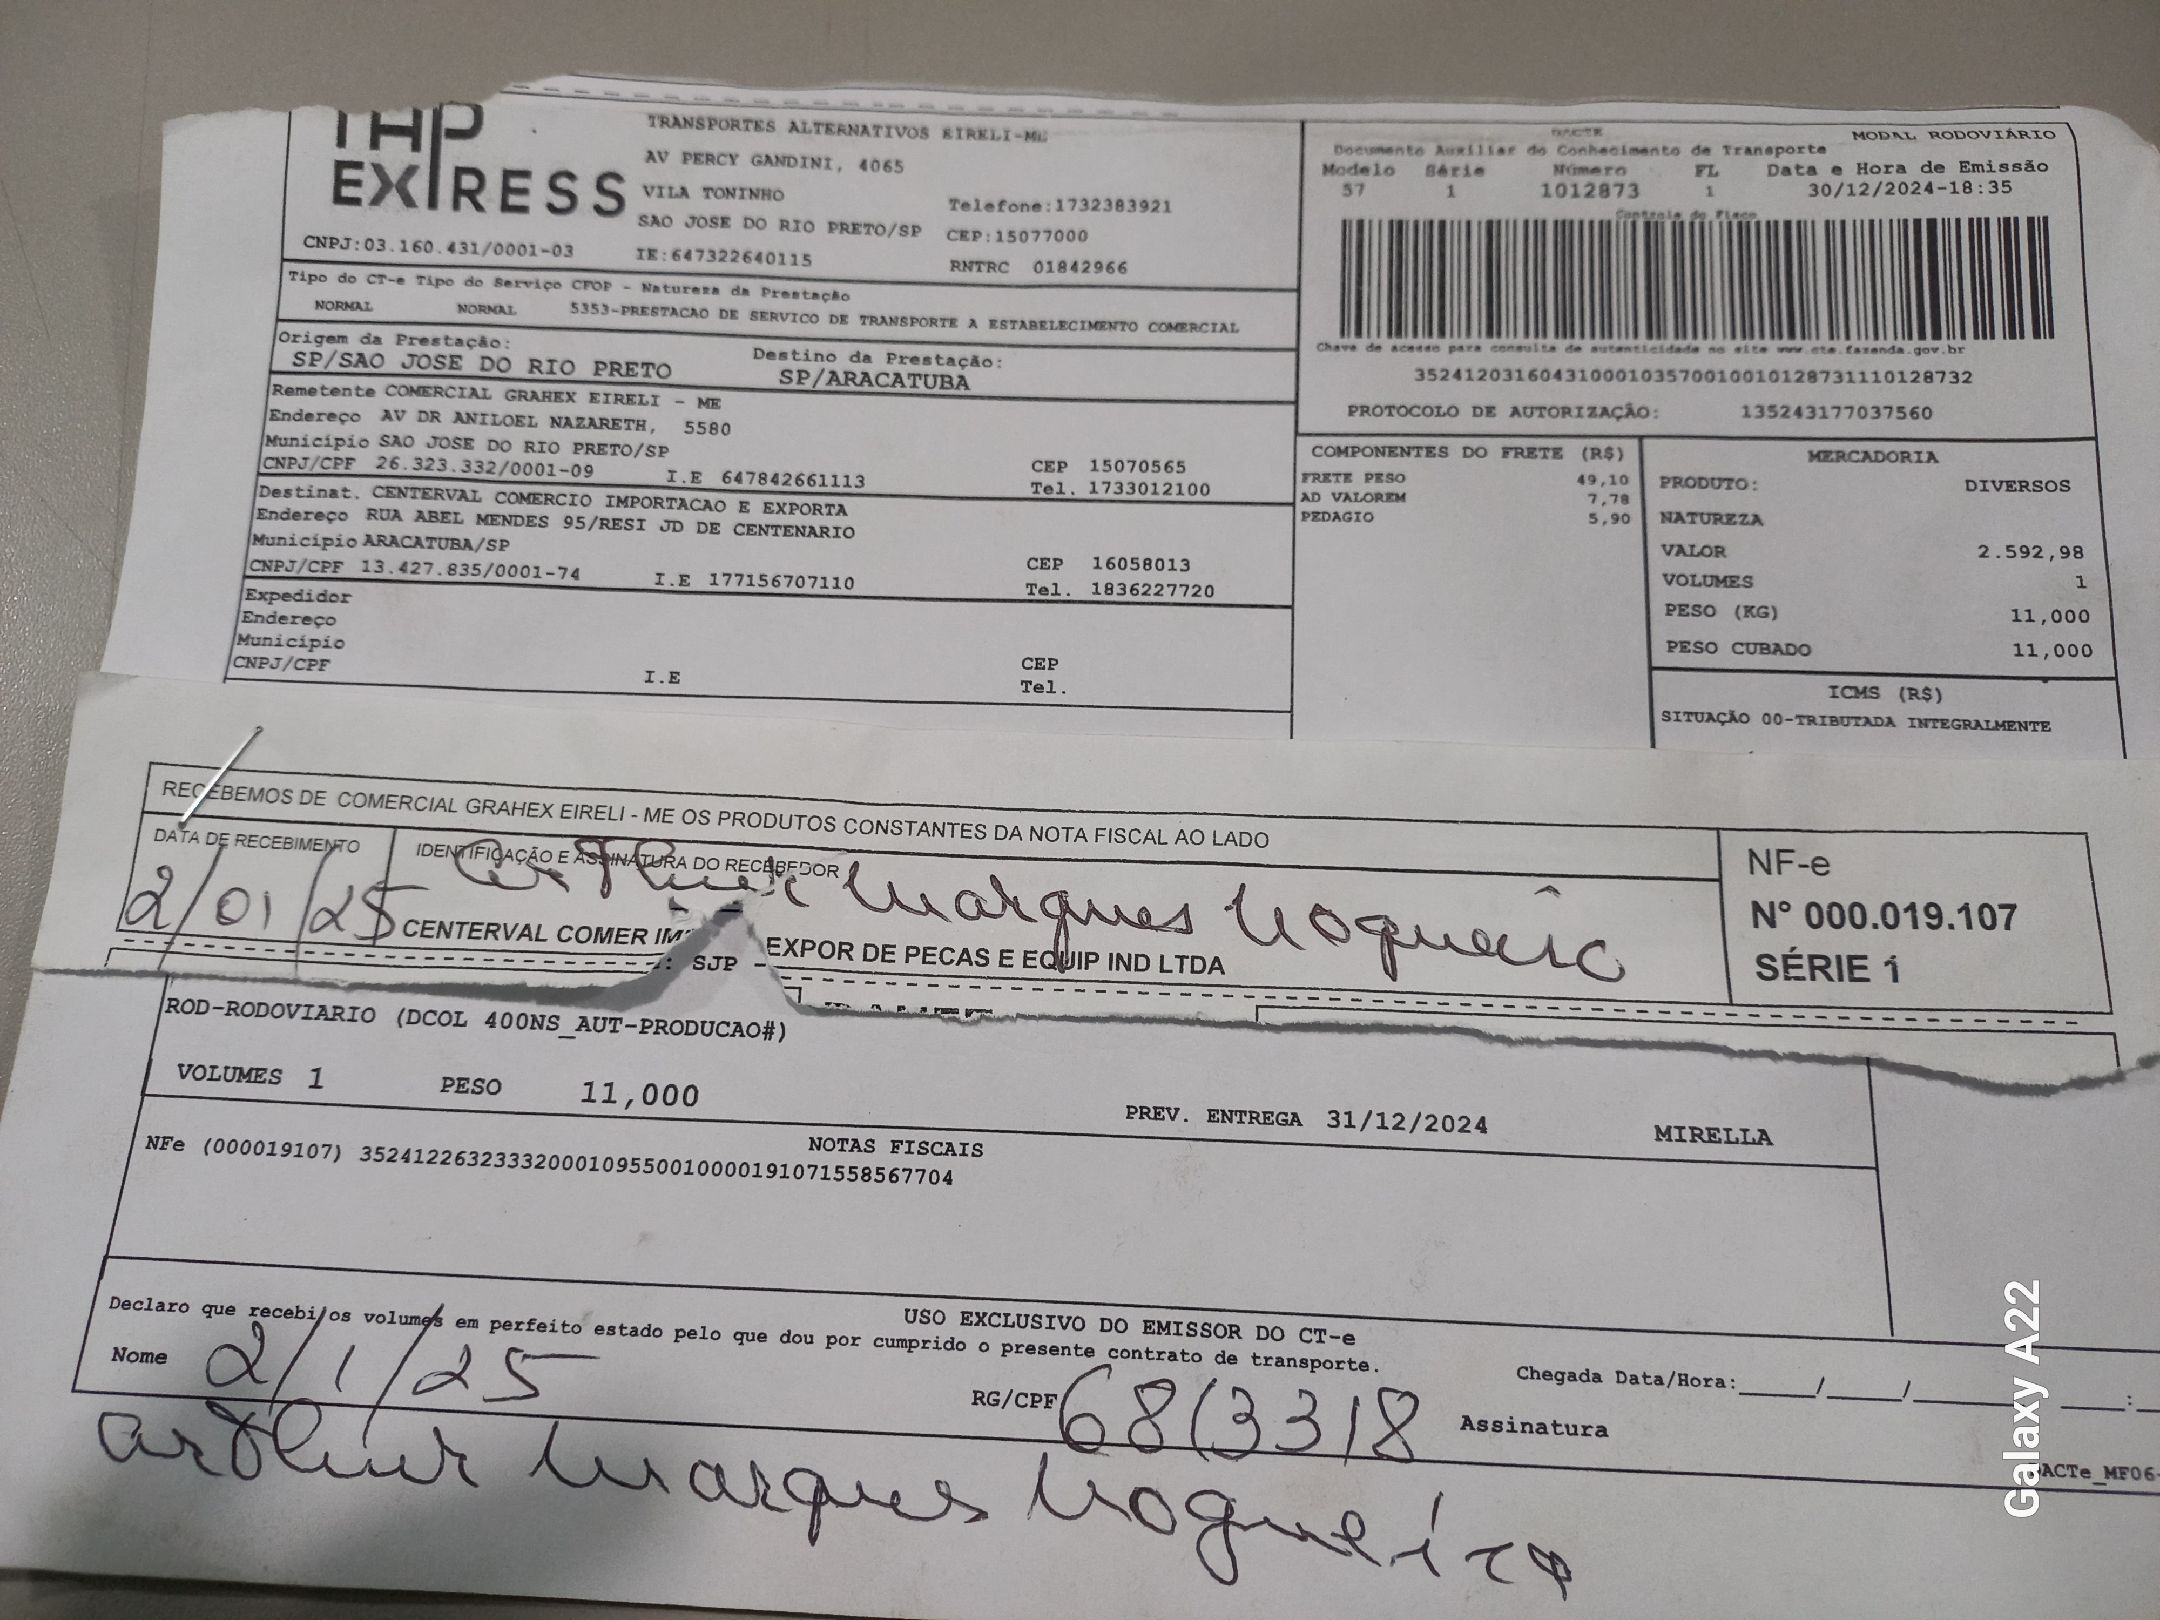 THP
EXPRESS
TRANSPORTES ALTERNATIVOS EIRELI-ME
AV PERCY GANDINI, 4065
VILA TONINHO
SAO JOSE DO RIO PRETO/SP
Telefone:1732383921
CEP:15077000
CNPJ:03.160.431/0001-03
IE:647322640115
RNTRC 01842966
DACTE
MODAL RODOVIÁRIO
Documento Auxiliar do Conhecimento de Transporte
Modelo Série Número FL Data e Hora de Emissão
57 1 1012873 1 30/12/2024-18:35
Controle do Fisco
Chave de acesso para consulta de autenticidade no site www.cte.fazenda.gov.br
35241203160431000103570010010128731110128732
PROTOCOLO DE AUTORIZAÇÃO: 135243177037560
Tipo do CT-e Tipo do Serviço CFOP - Natureza da Prestação
NORMAL NORMAL 5353-PRESTACAO DE SERVICO DE TRANSPORTE A ESTABELECIMENTO COMERCIAL
Origem da Prestação:
SP/SAO JOSE DO RIO PRETO
Destino da Prestação:
SP/ARACATUBA
Remetente COMERCIAL GRAHEX EIRELI - ME
Endereço AV DR ANILOEL NAZARETH, 5580
Município SAO JOSE DO RIO PRETO/SP
CEP 15070565
CNPJ/CPF 26.323.332/0001-09 I.E 647842661113
Tel. 1733012100
Destinat. CENTERVAL COMERCIO IMPORTACAO E EXPORTA
Endereço RUA ABEL MENDES 95/RESI JD DE CENTENARIO
Município ARACATUBA/SP
CEP 16058013
CNPJ/CPF 13.427.835/0001-74 I.E 177156707110
Tel. 1836227720
Expedidor
Endereço
Município
CEP
CNPJ/CPF I.E
Tel.
COMPONENTES DO FRETE (R$)
FRETE PESO 49,10
AD VALOREM 7,78
PEDAGIO 5,90
MERCADORIA
PRODUTO: DIVERSOS
NATUREZA
VALOR 2.592,98
VOLUMES 1
PESO (KG) 11,000
PESO CUBADO 11,000
ICMS (R$)
SITUAÇÃO 00-TRIBUTADA INTEGRALMENTE
RECEBEMOS DE COMERCIAL GRAHEX EIRELI - ME OS PRODUTOS CONSTANTES DA NOTA FISCAL AO LADO
DATA DE RECEBIMENTO
IDENTIFICAÇÃO E ASSINATURA DO RECEBEDOR
2/01/25
Arthur Marques Nogueira
CENTERVAL COMER IM EXPOR DE PECAS E EQUIP IND LTDA
NF-e
N° 000.019.107
SÉRIE 1
: SJP -
ROD-RODOVIARIO (DCOL 400NS_AUT-PRODUCAO#)
VOLUMES 1 PESO 11,000
PREV. ENTREGA 31/12/2024 MIRELLA
NOTAS FISCAIS
NFe (000019107) 35241226323332000109550010000191071558567704
USO EXCLUSIVO DO EMISSOR DO CT-e
Declaro que recebi os volumes em perfeito estado pelo que dou por cumprido o presente contrato de transporte.
Nome 2/1/25
RG/CPF
Chegada Data/Hora:_____/_____/_______ _____:
Assinatura
Arthur Marques Nogueira
ACTe_MF06-
Galaxy A22